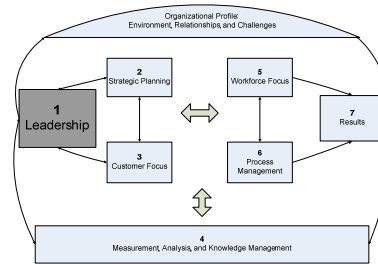 Organizational Profile:
Environment, Relationships, and Challenges
2
Strategic Planning
5
Workforce Focus
1
Leadership
7
Results
3
Customer Focus
6
Process
Management
4
Measurement, Analysis, and Knowledge Management